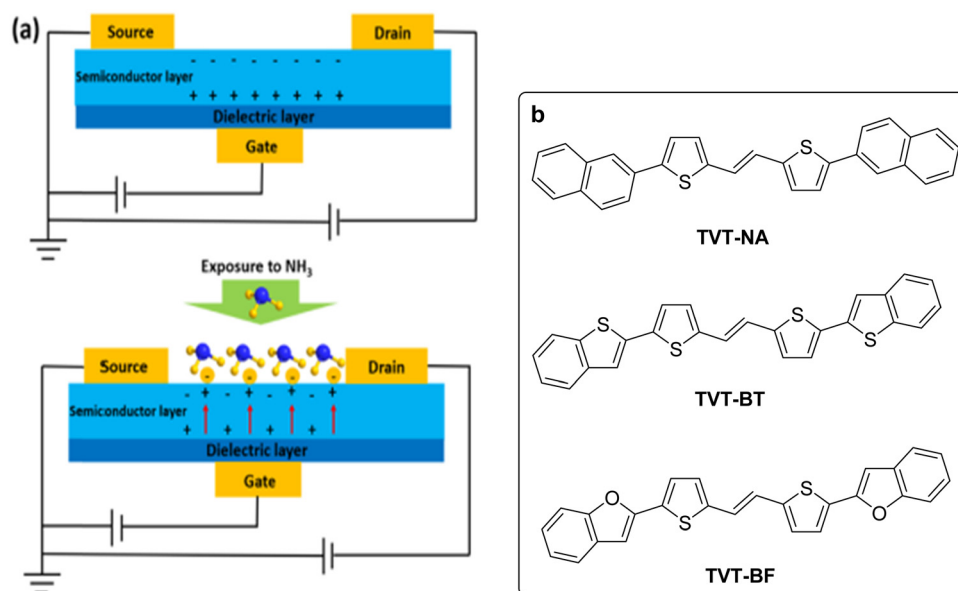 (a)
Source
Drain
- - - - - - - -
Semiconductor layer
+ + + + + + + +
Dielectric layer
Gate
Exposure to NH₃
Source
Drain
- - - -
+ + + +
- - - -
Semiconductor layer
+ + + +
Dielectric layer
Gate
b
S
S
TVT-NA
S
S
S
S
TVT-BT
O
S
S
O
TVT-BF